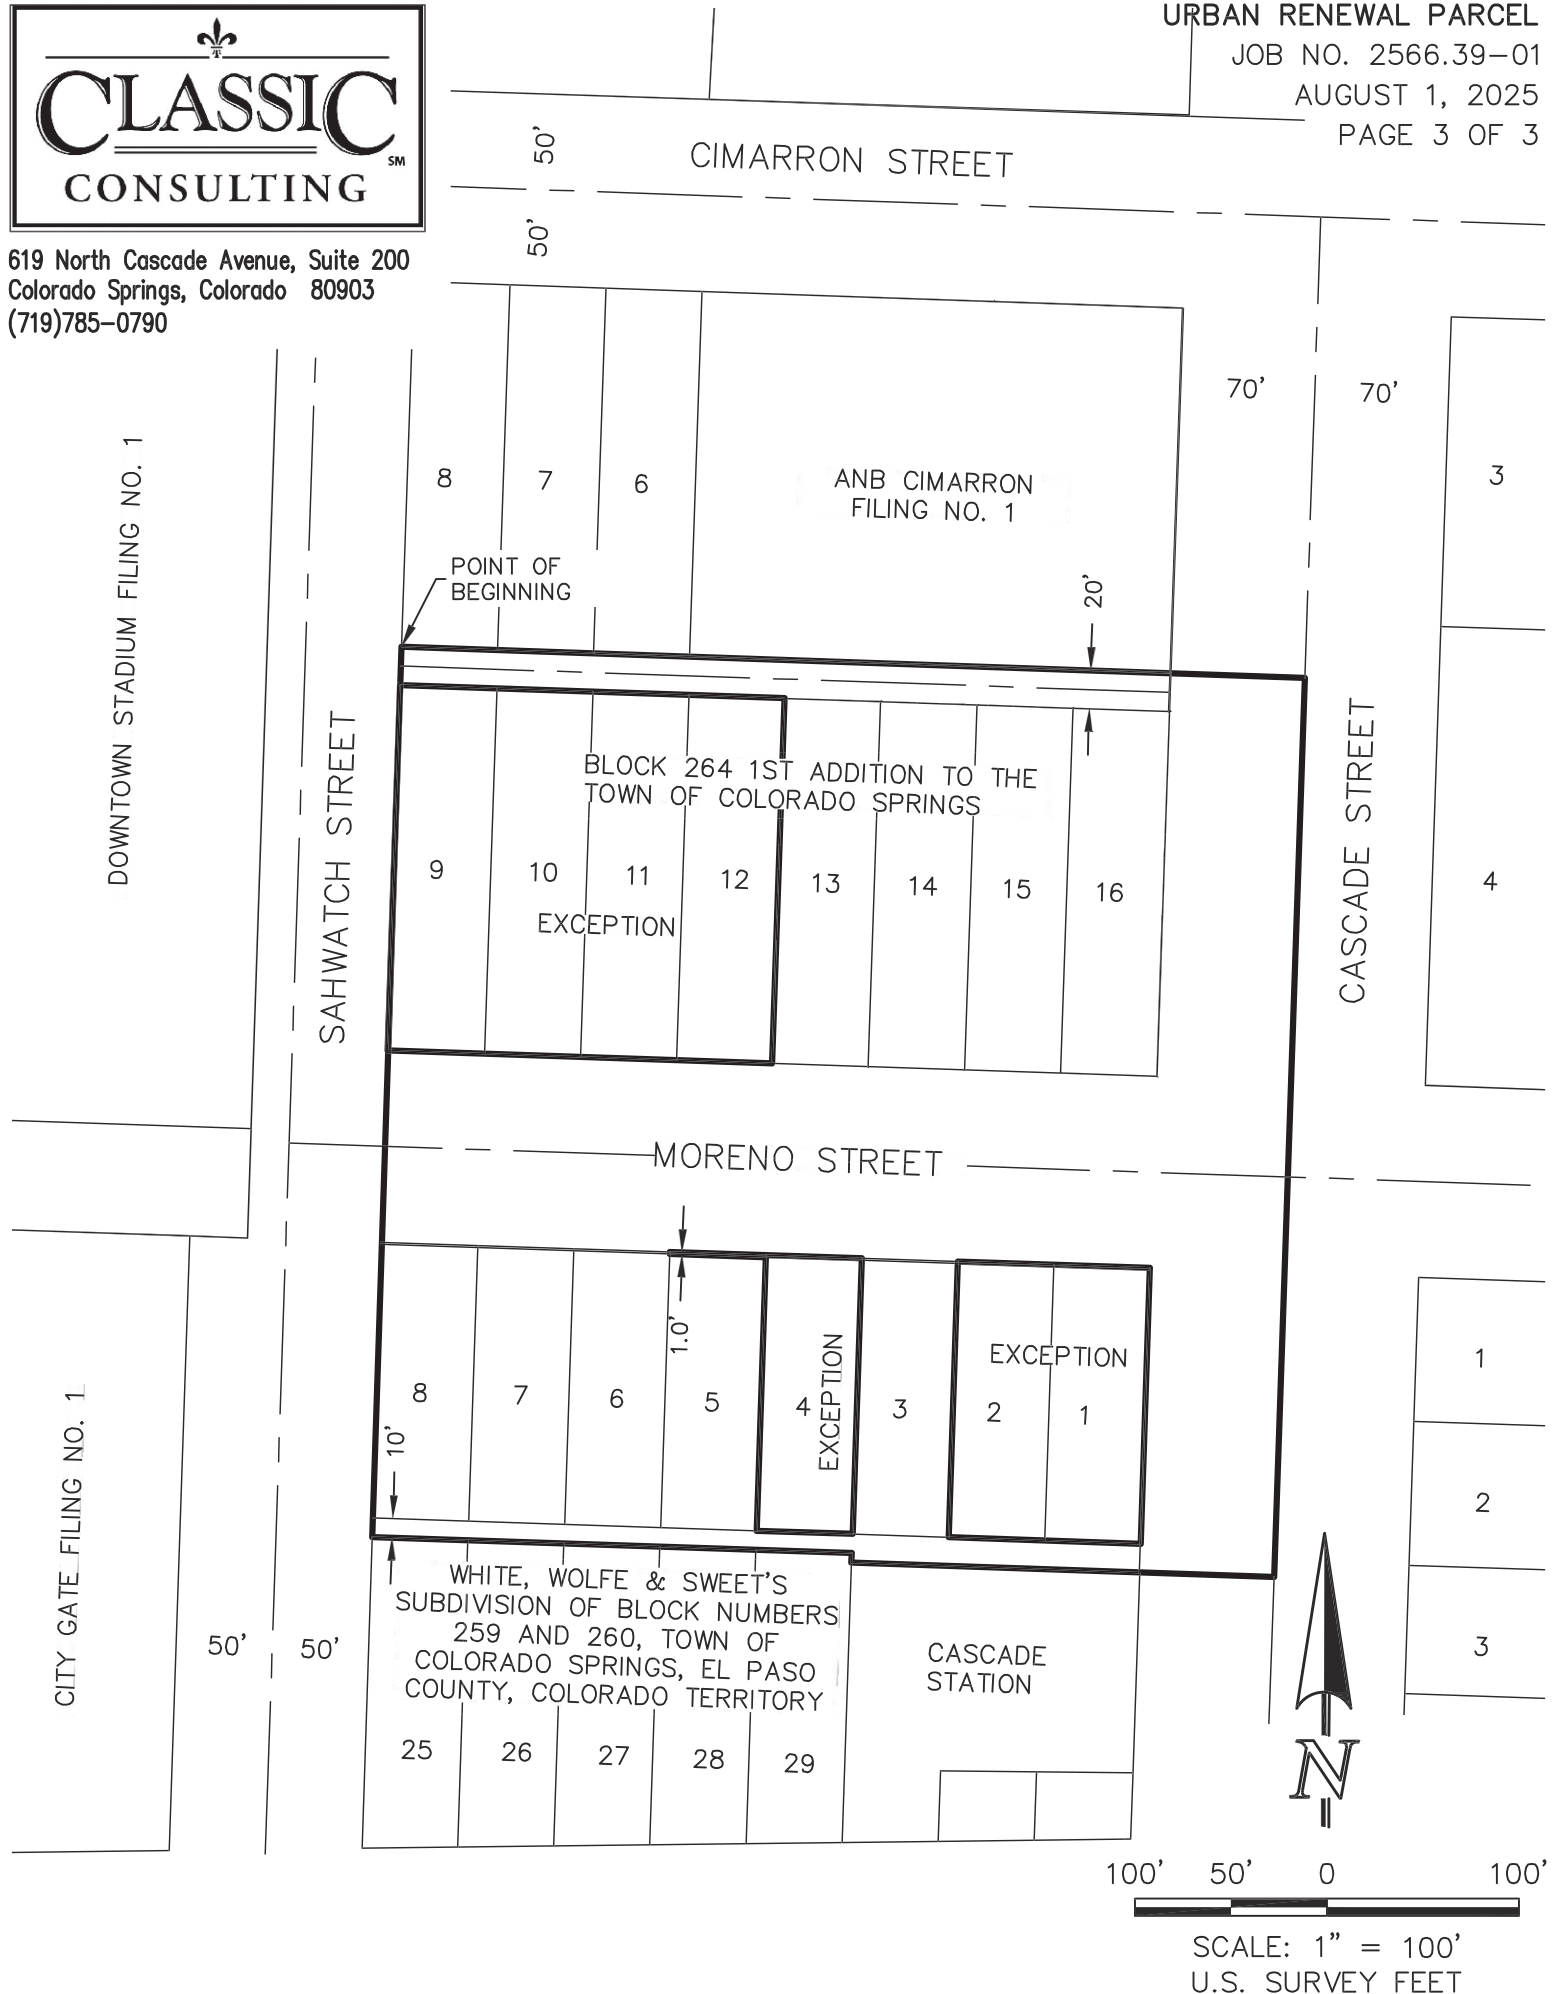 CLASSIC
SM
CONSULTING
619 North Cascade Avenue, Suite 200
Colorado Springs, Colorado 80903
(719)785-0790
URBAN RENEWAL PARCEL
JOB NO. 2566.39-01
AUGUST 1, 2025
PAGE 3 OF 3
50'
CIMARRON STREET
50'
70'
70'
DOWNTOWN STADIUM FILING NO. 1
8
7
6
ANB CIMARRON
FILING NO. 1
3
POINT OF
BEGINNING
20'
SAHWATCH STREET
BLOCK 264 1ST ADDITION TO THE
TOWN OF COLORADO SPRINGS
CASCADE STREET
9
10
11
12
13
14
15
16
4
EXCEPTION
MORENO STREET
1.0'
EXCEPTION
EXCEPTION
8
7
6
5
4
3
2
1
10'
1
2
3
CITY GATE FILING NO. 1
50'
50'
WHITE, WOLFE & SWEET'S
SUBDIVISION OF BLOCK NUMBERS
259 AND 260, TOWN OF
COLORADO SPRINGS, EL PASO
COUNTY, COLORADO TERRITORY
CASCADE
STATION
25
26
27
28
29
N
100'
50'
0
100'
SCALE: 1" = 100'
U.S. SURVEY FEET